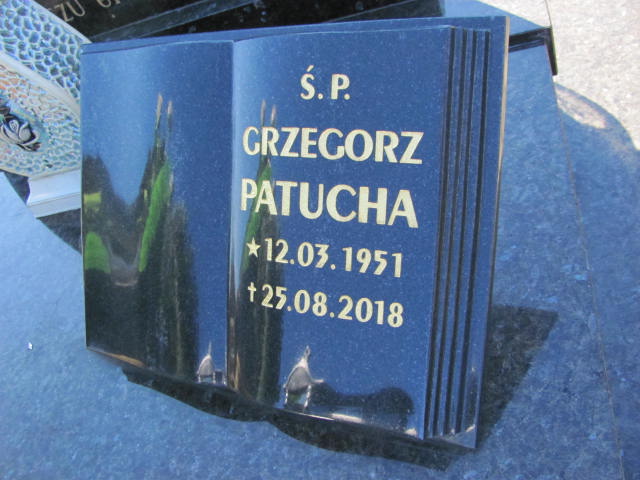 Ś.P.
GRZEGORZ
PATUCHA
★12.03.1951
†25.08.2018